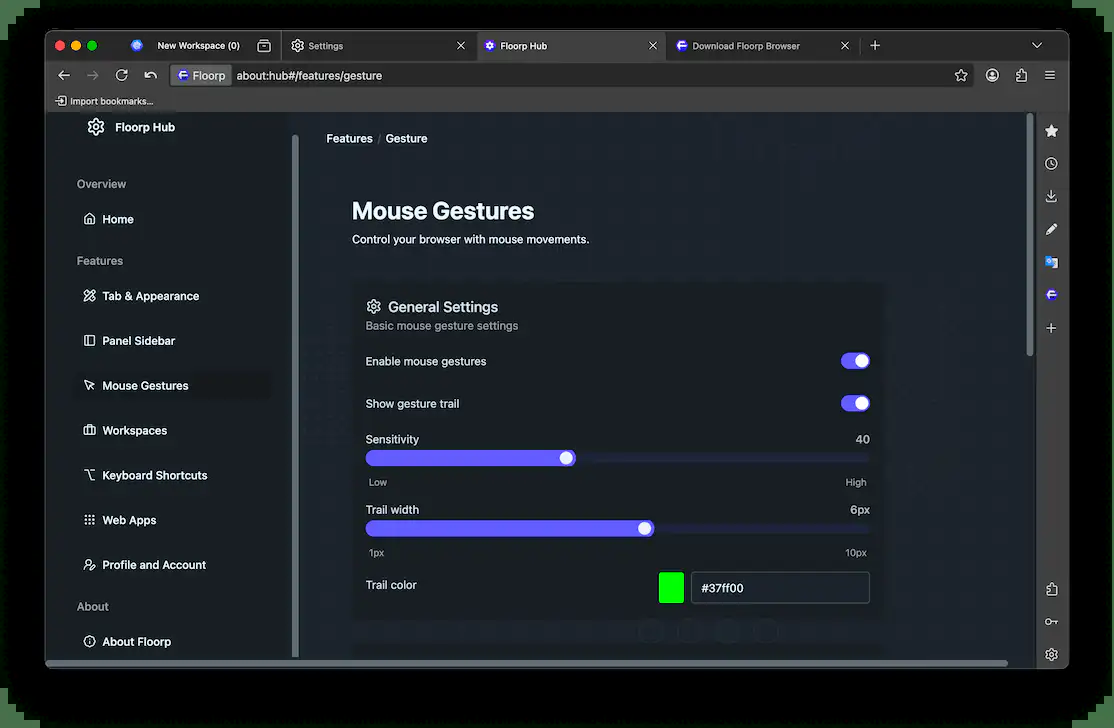 New Workspace (0)
Settings
Floorp Hub
Download Floorp Browser
Floorp
about:hub#/features/gesture
Import bookmarks...
Floorp Hub
Overview
Home
Features
Tab & Appearance
Panel Sidebar
Mouse Gestures
Workspaces
Keyboard Shortcuts
Web Apps
Profile and Account
About
About Floorp
Features / Gesture
Mouse Gestures
Control your browser with mouse movements.
General Settings
Basic mouse gesture settings
Enable mouse gestures
Show gesture trail
Sensitivity 40
Low High
Trail width 6px
1px 10px
Trail color #37ff00